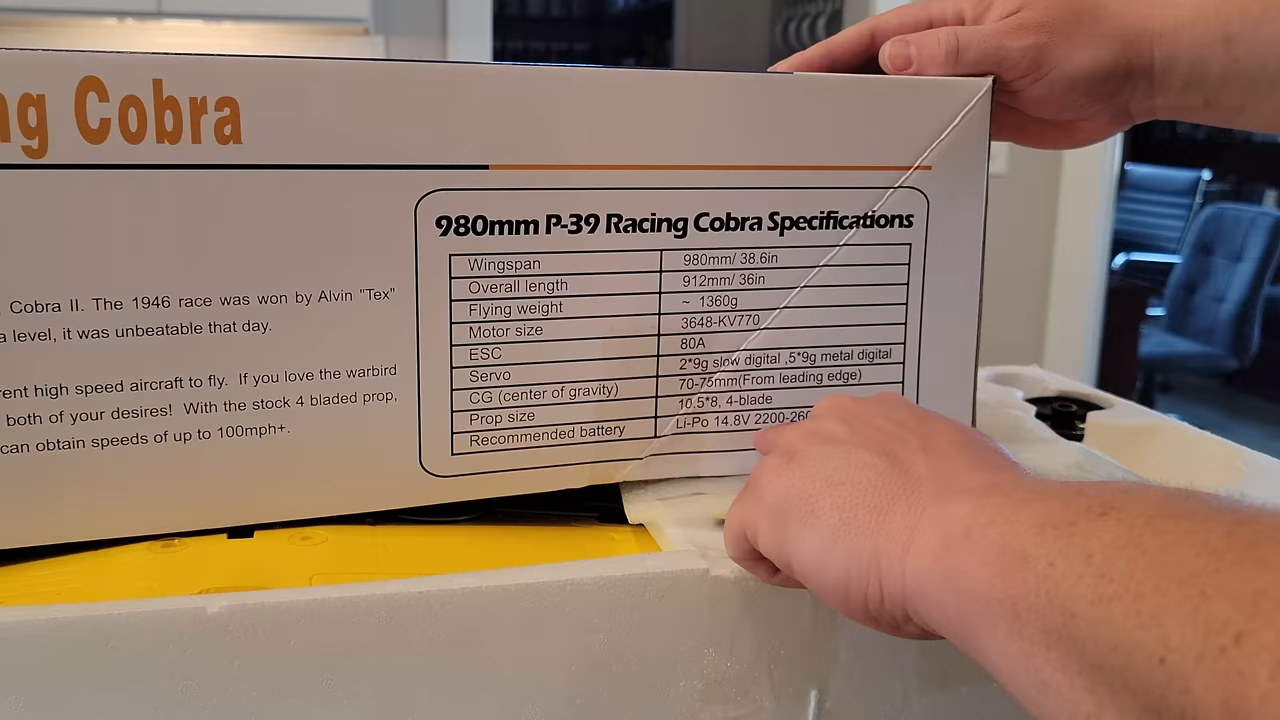 Cobra
980mm P-39 Racing Cobra Specifications
Wingspan 980mm/ 38.6in
Overall length 912mm/ 36in
Flying weight ~ 1360g
Motor size 3648-KV770
ESC 80A
Servo 2*9g slow digital ,5*9g metal digital
CG (center of gravity) 70-75mm(From leading edge)
Prop size 10.5*8, 4-blade
Recommended battery Li-Po 14.8V 2200-260
Cobra II. The 1946 race was won by Alvin "Tex"
level, it was unbeatable that day.
high speed aircraft to fly. If you love the warbird
both of your desires! With the stock 4 bladed prop,
can obtain speeds of up to 100mph+.